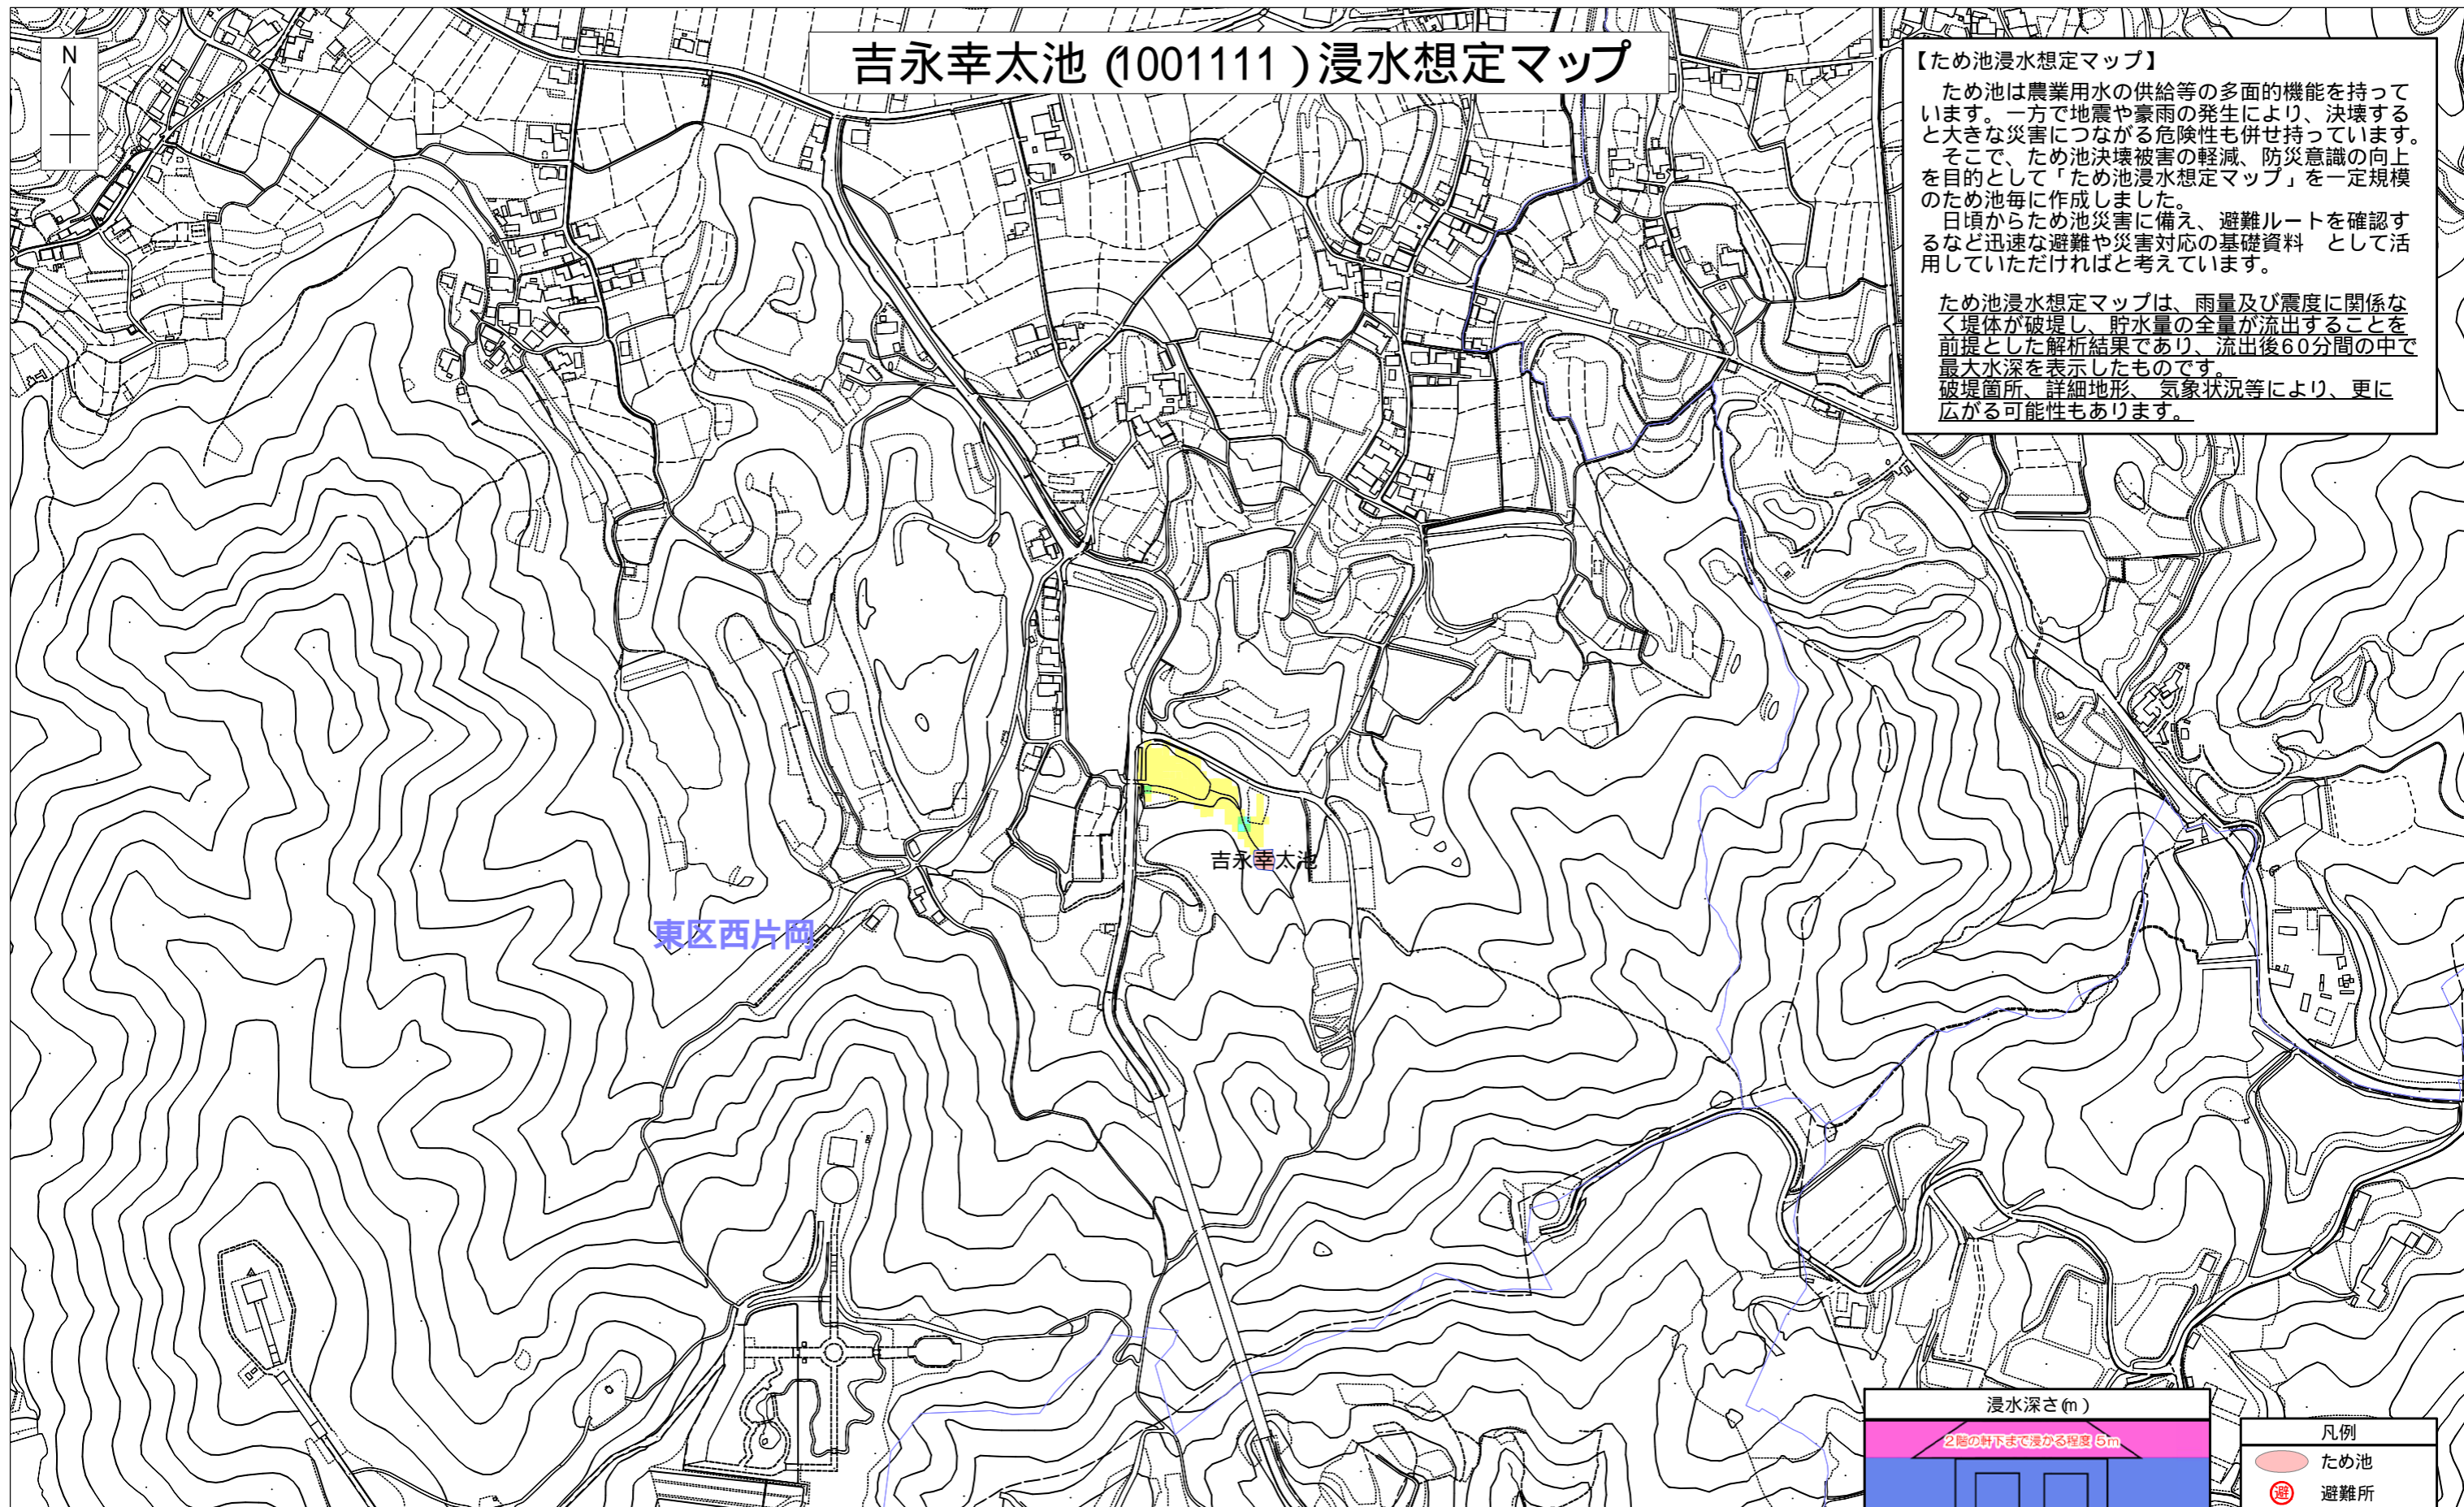 N
吉永幸太池 (1001111) 浸水想定マップ
【ため池浸水想定マップ】
ため池は農業用水の供給等の多面的機能を持って
います。一方で地震や豪雨の発生により、決壊する
と大きな災害につながる危険性も併せ持っています。
そこで、ため池決壊被害の軽減、防災意識の向上
を目的として「ため池浸水想定マップ」を一定規模
のため池毎に作成しました。
日頃からため池災害に備え、避難ルートを確認す
るなど迅速な避難や災害対応の基礎資料　として活
用していただければと考えています。
ため池浸水想定マップは、雨量及び震度に関係な
く堤体が破堤し、貯水量の全量が流出することを
前提とした解析結果であり、流出後60分間の中で
最大水深を表示したものです。
破堤箇所、詳細地形、気象状況等により、更に
広がる可能性もあります。
吉永幸太池
東区西片岡
浸水深さ(m)
2階の軒下まで浸かる程度 5m
凡例
ため池
避 避難所